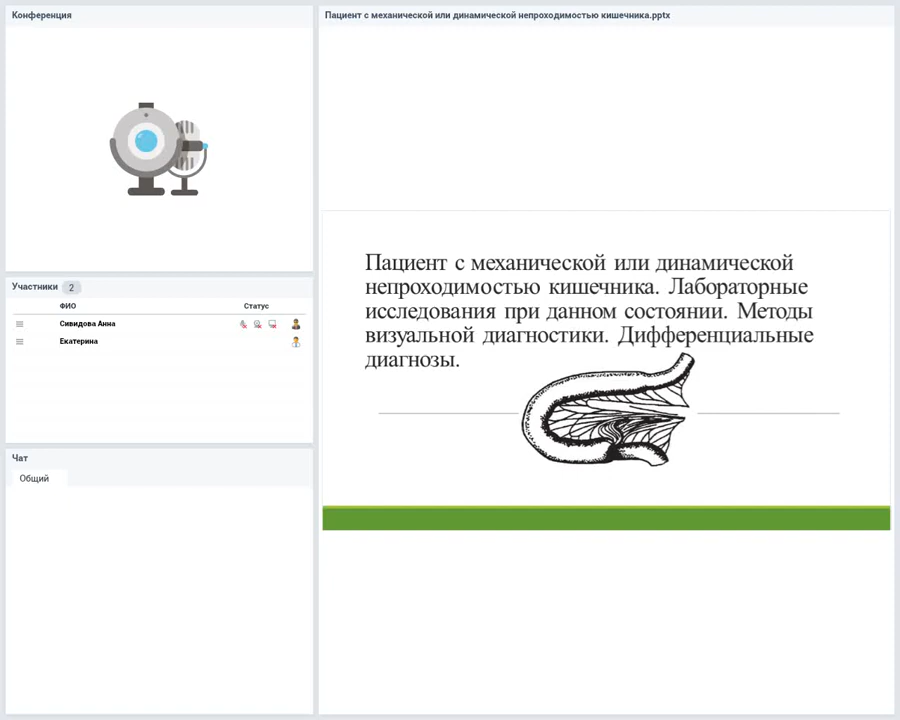 Конференция
Участники 2
ФИО Статус
Сивидова Анна
Екатерина
Чат
Общий
Пациент с механической или динамической непроходимостью кишечника.pptx
Пациент с механической или динамической
непроходимостью кишечника. Лабораторные
исследования при данном состоянии. Методы
визуальной диагностики. Дифференциальные
диагнозы.